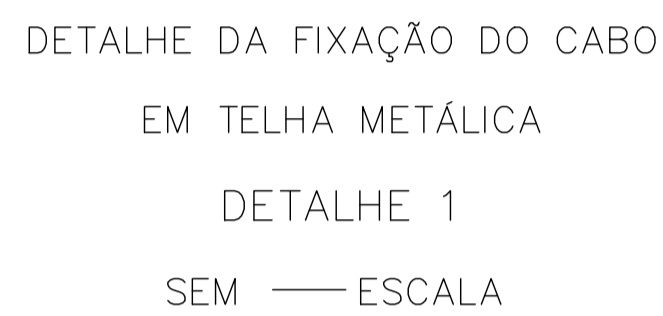 DETALHE DA FIXAÇÃO DO CABO
EM TELHA METÁLICA
DETALHE 1
SEM —— ESCALA